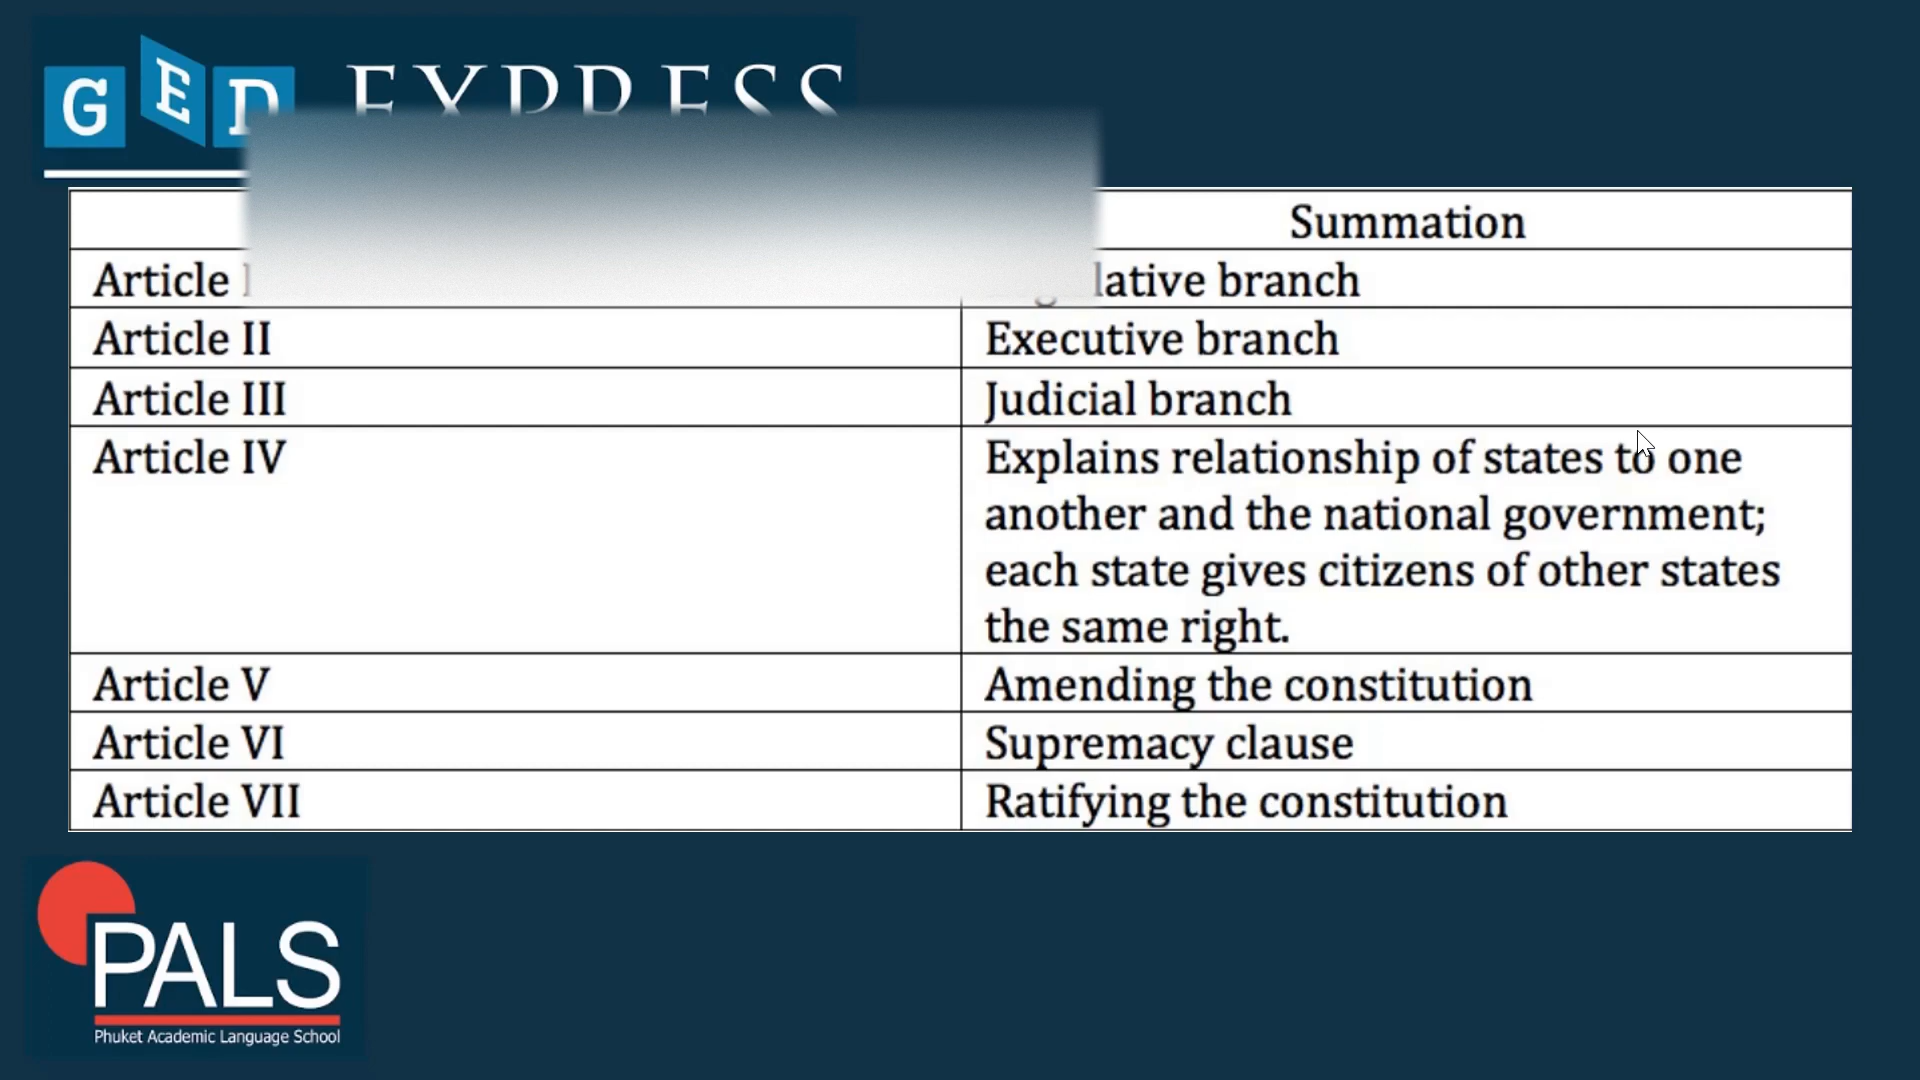 GED EXPRESS
Summation
Article I lative branch
Article II Executive branch
Article III Judicial branch
Article IV Explains relationship of states to one
another and the national government;
each state gives citizens of other states
the same right.
Article V Amending the constitution
Article VI Supremacy clause
Article VII Ratifying the constitution
PALS
Phuket Academic Language School